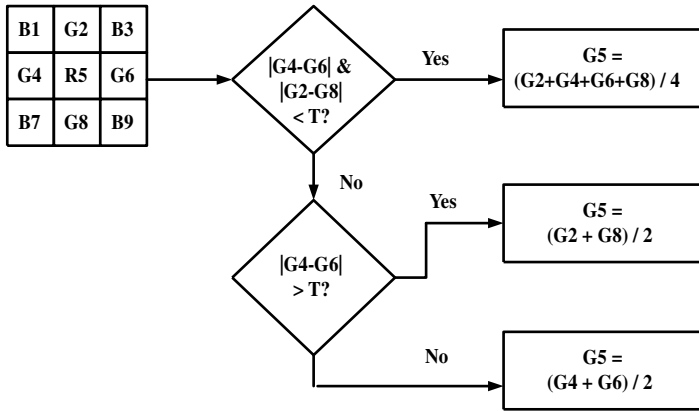 B1 G2 B3
G4 R5 G6
B7 G8 B9
|G4-G6| &
|G2-G8|
< T?
Yes
G5 =
(G2+G4+G6+G8) / 4
No
|G4-G6|
> T?
Yes
G5 =
(G2 + G8) / 2
No
G5 =
(G4 + G6) / 2